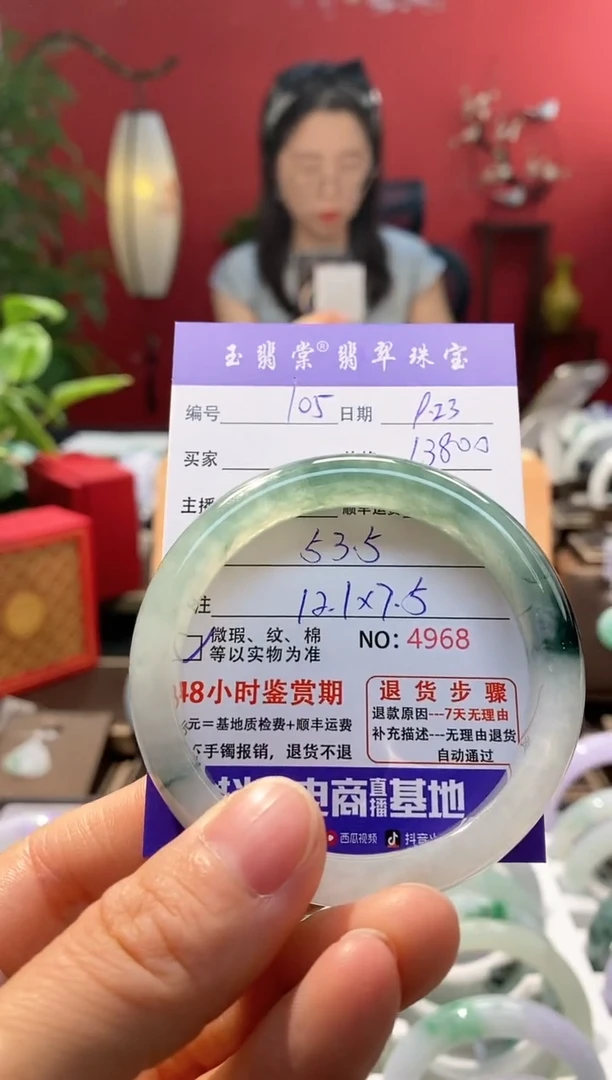 玉翡棠®翡翠珠宝
编号 105 日期 9.23
买家 13800
主播
53.5
注 12.1×7.5
微瑕、纹、棉 NO: 4968
等以实物为准
48小时鉴赏期 退货步骤
退款原因---7天无理由
元=基地质检费+顺丰运费 补充描述---无理由退货
手镯报销，退货不退 自动通过
电商直播基地
西瓜视频 抖音火